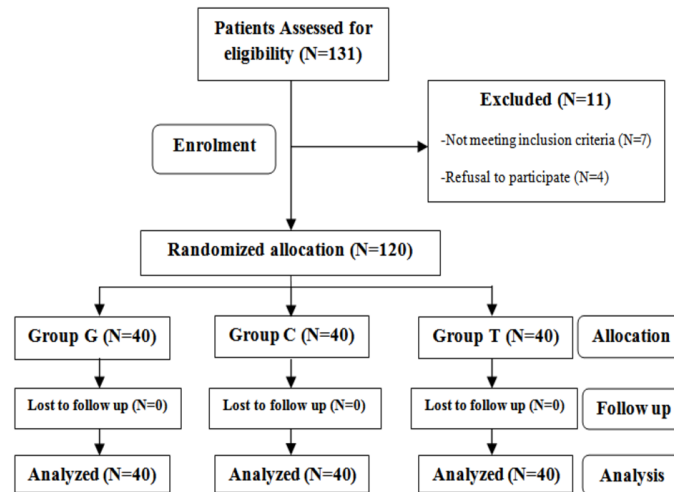 Patients Assessed for
eligibility (N=131)
Excluded (N=11)
-Not meeting inclusion criteria (N=7)
-Refusal to participate (N=4)
Enrolment
Randomized allocation (N=120)
Group G (N=40)
Group C (N=40)
Group T (N=40)
Allocation
Lost to follow up (N=0)
Lost to follow up (N=0)
Lost to follow up (N=0)
Follow up
Analyzed (N=40)
Analyzed (N=40)
Analyzed (N=40)
Analysis